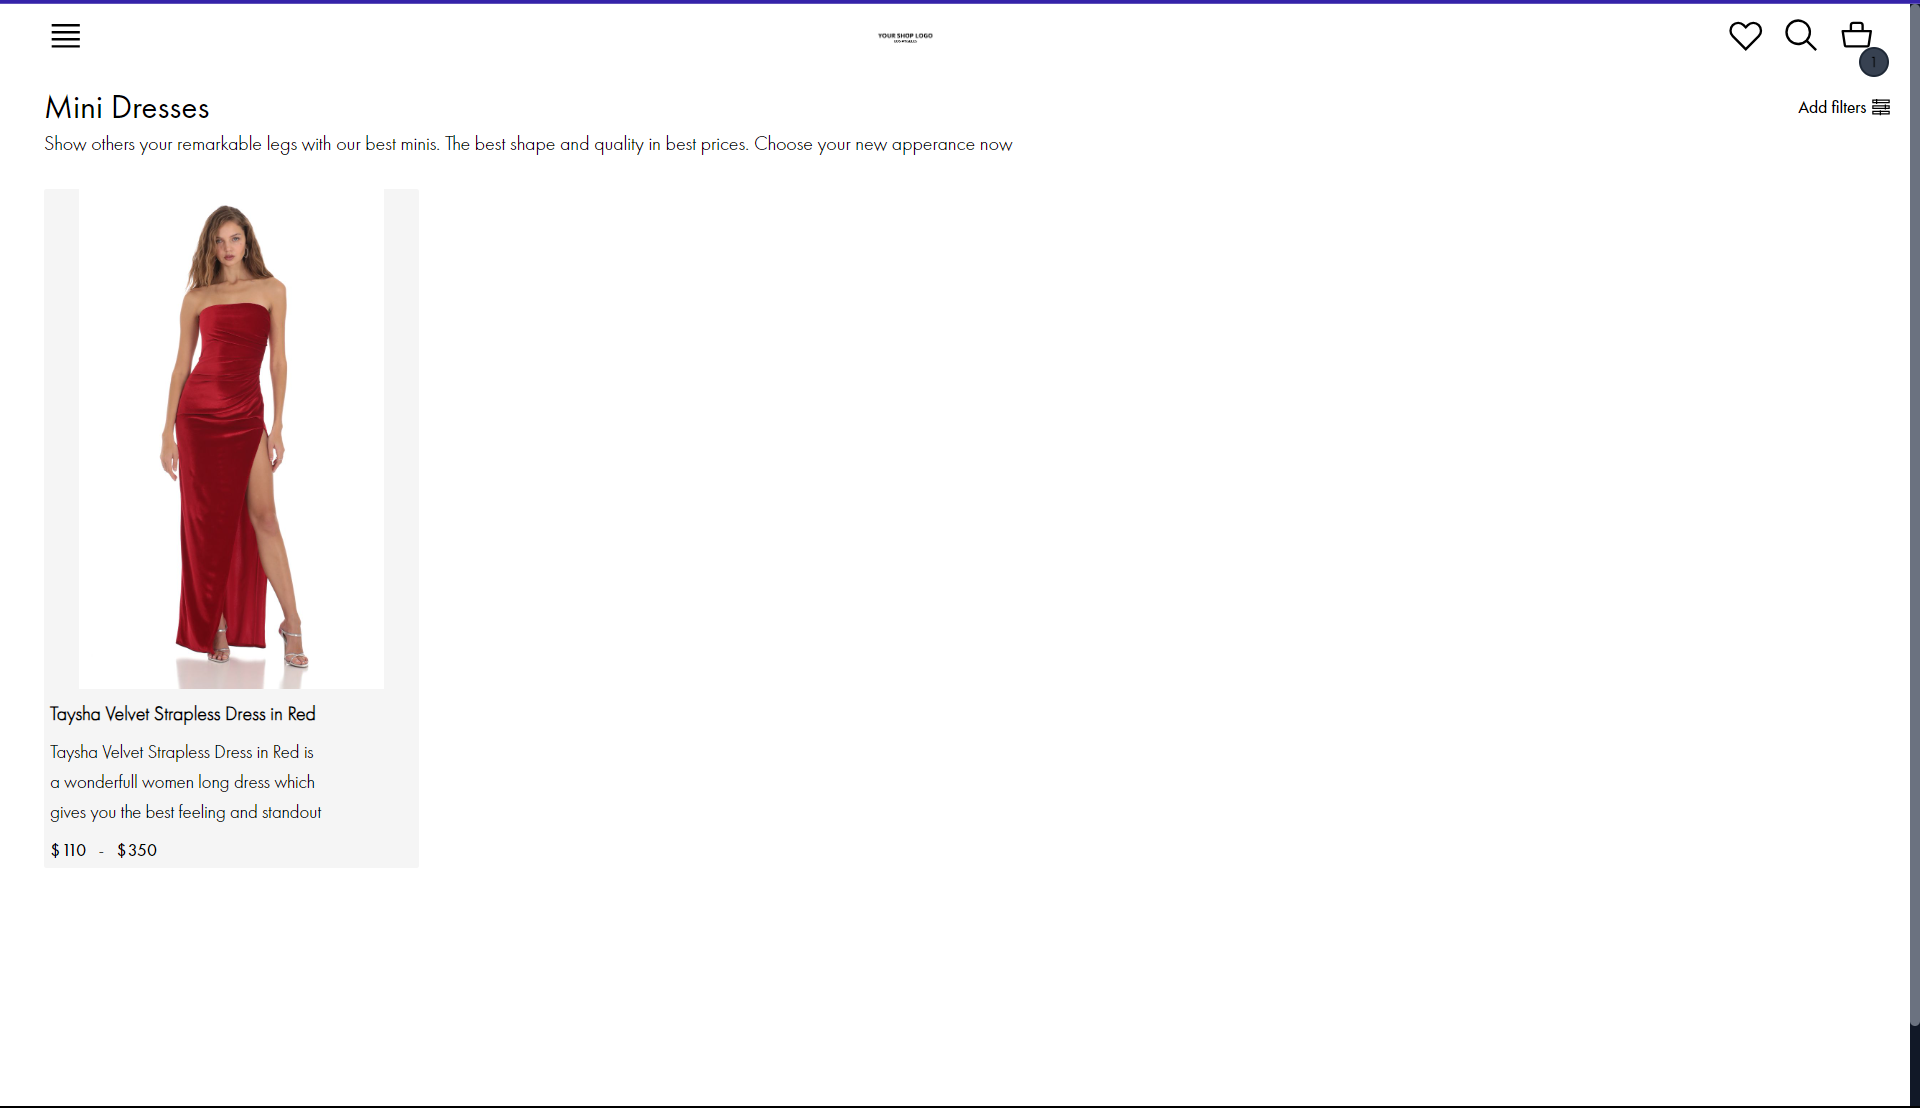 YOUR SHOP LOGO
LOS ANGELES
1
Mini Dresses
Add filters
Show others your remarkable legs with our best minis. The best shape and quality in best prices. Choose your new apperance now
Taysha Velvet Strapless Dress in Red
Taysha Velvet Strapless Dress in Red is
a wonderfull women long dress which
gives you the best feeling and standout
$ 110 - $ 350